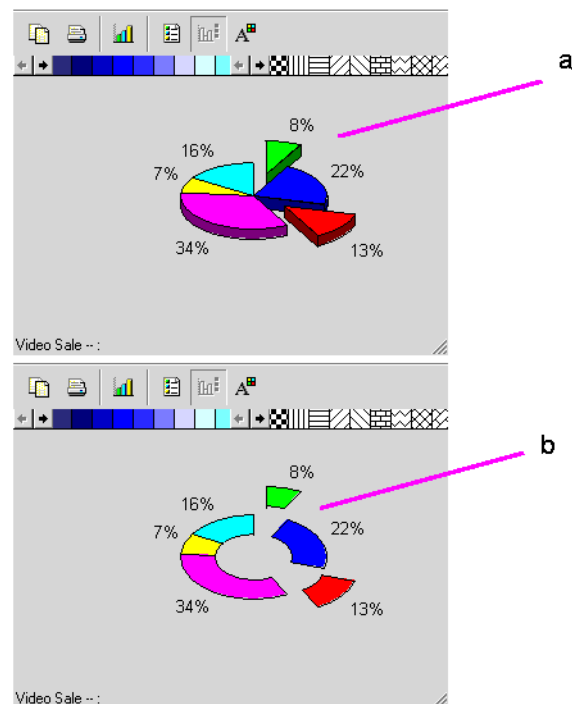 A
a
8%
16%
7%
22%
34%
13%
Video Sale -- :
A
b
8%
16%
7%
22%
34%
13%
Video Sale -- :